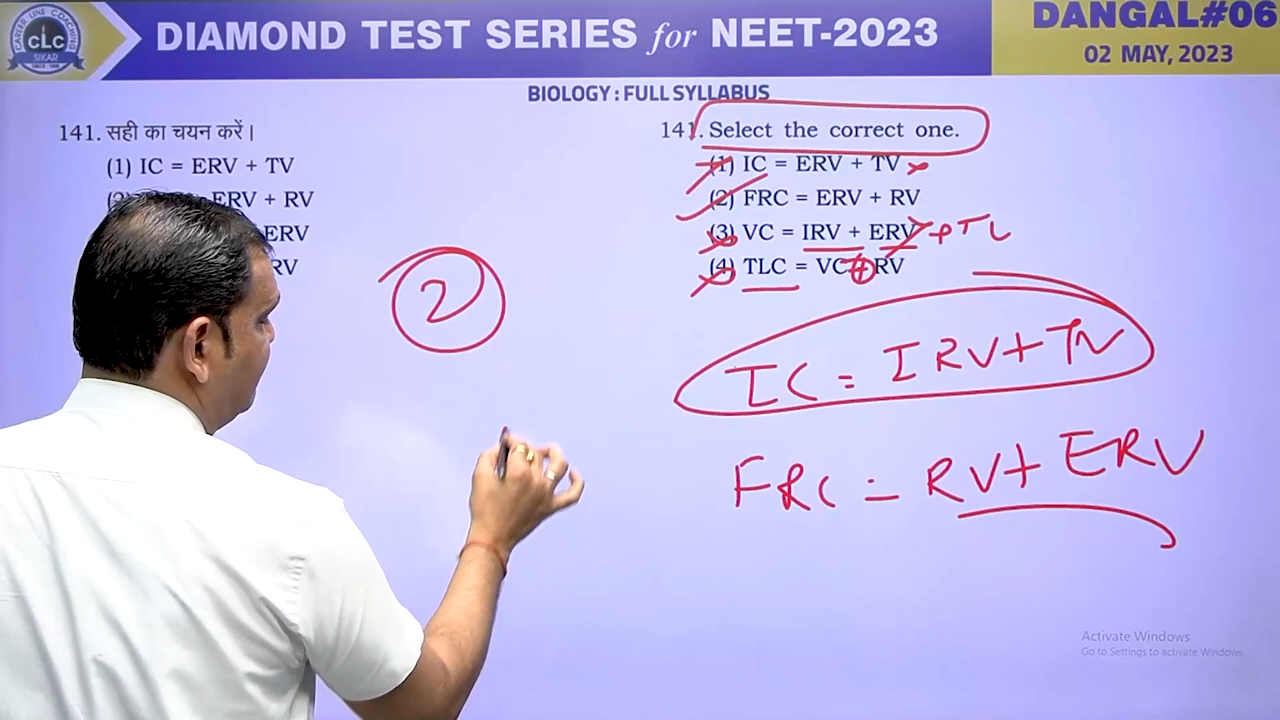 CAREER LINE COACHING
CLC
SIKAR
DIAMOND TEST SERIES for NEET-2023
DANGAL#06
02 MAY, 2023
BIOLOGY : FULL SYLLABUS
141. सही का चयन करें।
(1) IC = ERV + TV
ERV + RV
ERV
RV
2
141. Select the correct one.
(1) IC = ERV + TV
(2) FRC = ERV + RV
(3) VC = IRV + ERV
(4) TLC = VC + RV
IC = IRV + TV
FRC = RV + ERV
Activate Windows
Go to Settings to activate Windows.